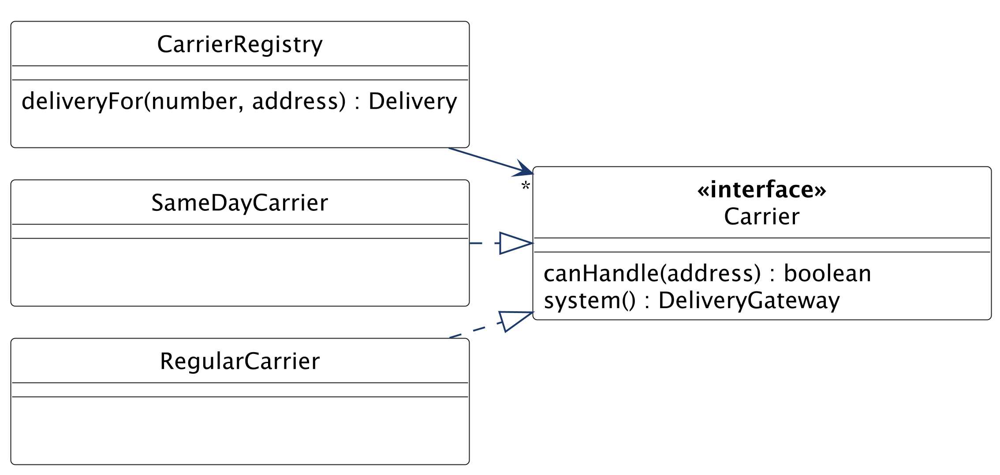 CarrierRegistry
deliveryFor(number, address) : Delivery
*
SameDayCarrier
«interface»
Carrier
canHandle(address) : boolean
system() : DeliveryGateway
RegularCarrier